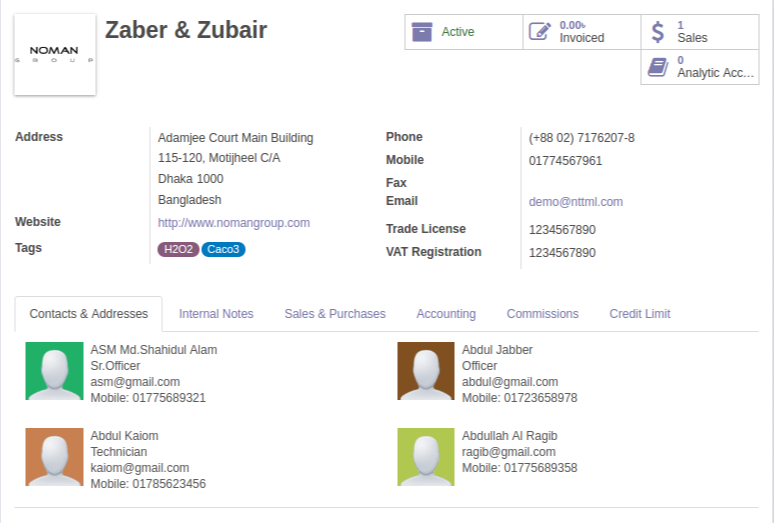 NOMAN
GROUP
Zaber & Zubair
Active
0.00৳
Invoiced
1
Sales
0
Analytic Acc...
Address
Adamjee Court Main Building
115-120, Motijheel C/A
Dhaka 1000
Bangladesh
Website
http://www.nomangroup.com
Tags
H2O2 Caco3
Phone
(+88 02) 7176207-8
Mobile
01774567961
Fax
Email
demo@nttml.com
Trade License
1234567890
VAT Registration
1234567890
Contacts & Addresses Internal Notes Sales & Purchases Accounting Commissions Credit Limit
ASM Md.Shahidul Alam
Sr.Officer
asm@gmail.com
Mobile: 01775689321
Abdul Jabber
Officer
abdul@gmail.com
Mobile: 01723658978
Abdul Kaiom
Technician
kaiom@gmail.com
Mobile: 01785623456
Abdullah Al Ragib
ragib@gmail.com
Mobile: 01775689358